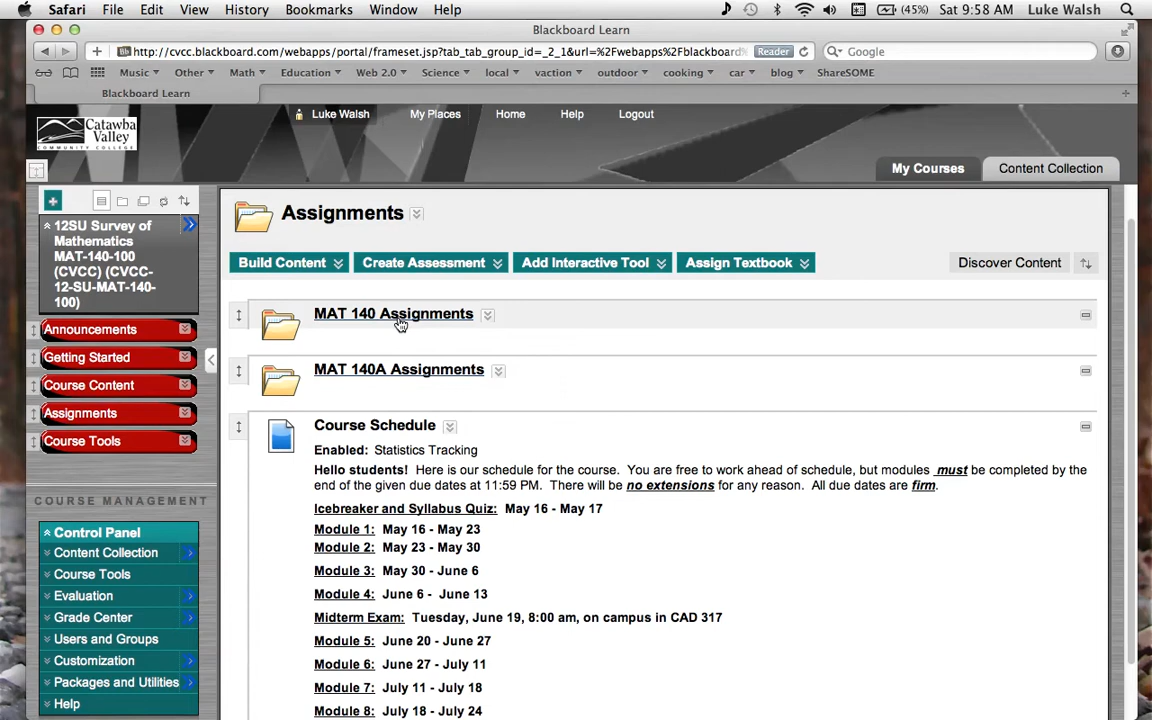 Safari File Edit View History Bookmarks Window Help (45%) Sat 9:58 AM Luke Walsh
Blackboard Learn
http://cvcc.blackboard.com/webapps/portal/frameset.jsp?tab_tab_group_id=_2_1&url=%2Fwebapps%2Fblackboard Reader Google
Music Other Math Education Web 2.0 Science local vaction outdoor cooking car blog ShareSOME
Blackboard Learn
Catawba
Valley
COMMUNITY COLLEGE
Luke Walsh My Places Home Help Logout
My Courses Content Collection
12SU Survey of
Mathematics
MAT-140-100
(CVCC) (CVCC-
12-SU-MAT-140-
100)
Announcements
Getting Started
Course Content
Assignments
Course Tools
COURSE MANAGEMENT
Control Panel
Content Collection
Course Tools
Evaluation
Grade Center
Users and Groups
Customization
Packages and Utilities
Help
Assignments
Build Content Create Assessment Add Interactive Tool Assign Textbook Discover Content
MAT 140 Assignments
MAT 140A Assignments
Course Schedule
Enabled: Statistics Tracking
Hello students! Here is our schedule for the course. You are free to work ahead of schedule, but modules must be completed by the
end of the given due dates at 11:59 PM. There will be no extensions for any reason. All due dates are firm.
Icebreaker and Syllabus Quiz: May 16 - May 17
Module 1: May 16 - May 23
Module 2: May 23 - May 30
Module 3: May 30 - June 6
Module 4: June 6 - June 13
Midterm Exam: Tuesday, June 19, 8:00 am, on campus in CAD 317
Module 5: June 20 - June 27
Module 6: June 27 - July 11
Module 7: July 11 - July 18
Module 8: July 18 - July 24